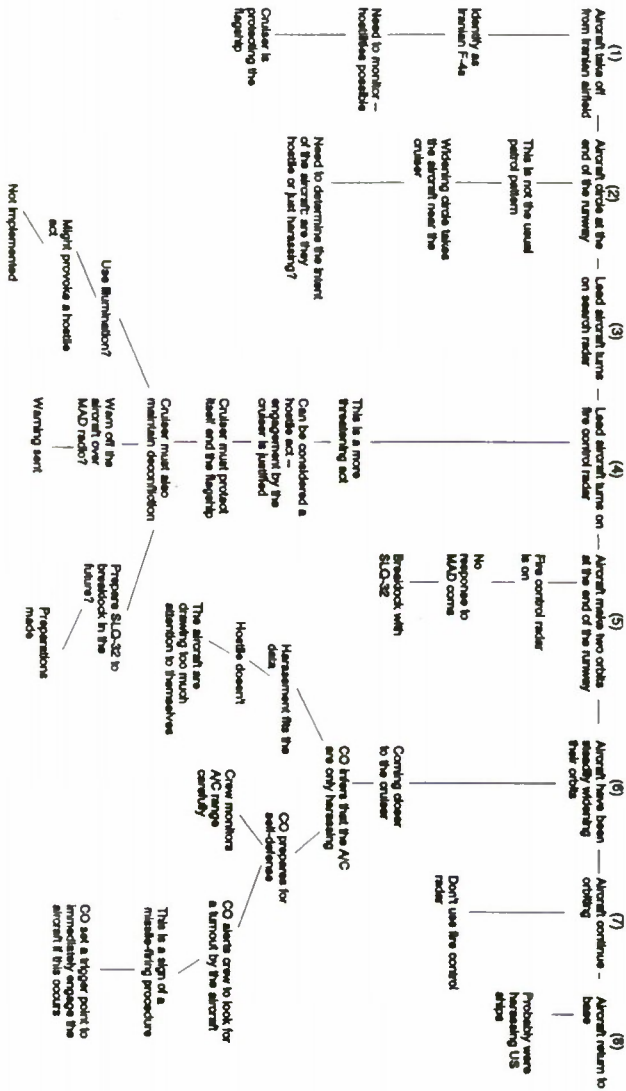 (1)
Aircraft take off
from Iranian airfield
Identify as
Iranian F-4s
Need to monitor –
hostilities possible
Cruiser is
protecting the
flagship
(2)
Aircraft circle at the
end of the runway
This is not the usual
patrol pattern
Widening circle takes
the aircraft near the
cruiser
Need to determine the intent
of the aircraft: are they
hostile or just harassing?
(3)
Lead aircraft turns
on search radar
(4)
Lead aircraft turns on
fire control radar
This is a more
threatening act
Can be considered a
hostile act –
engagement by the
cruiser is justified
Cruiser must protect
itself and the flagship
Cruiser must also
maintain deconfliction
Use illumination?
Might provoke a hostile
act
Not implemented
Warn off the
aircraft over
MAD radio?
Warning sent
Prepare SLQ-32 to
breaklock in the
future?
Preparations
made
(5)
Aircraft make two orbits
at the end of the runway
Fire control radar
is on
No
response to
MAD coms
Breaklock with
SLQ-32
(6)
Aircraft have been
steadily widening
their orbits
Coming closer
to the cruiser
CO infers that the A/C
are only harassing
Harassment fits the
data
Hostile doesn't
The aircraft are
drawing too much
attention to themselves
CO prepares for
self-defense
Crew monitors
A/C range
carefully
CO alerts crew to look for
a turnout by the aircraft
This is a sign of a
missile-firing procedure
CO set a trigger point to
immediately engage the
aircraft if this occurs
(7)
Aircraft continue
orbiting
Don't use fire control
radar
(8)
Aircraft return to
base
Probably were
harassing US
ships